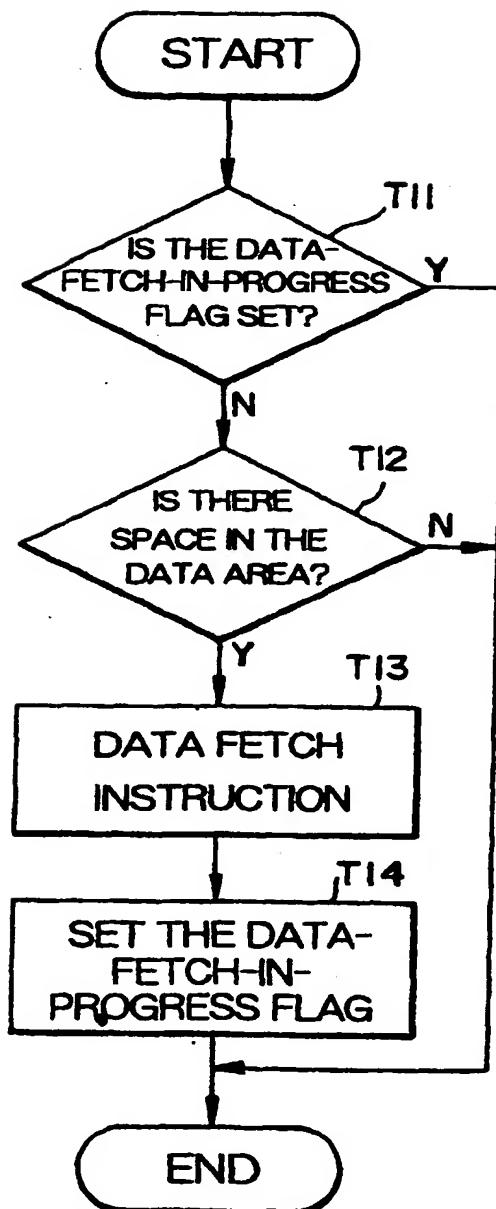 START
T11
IS THE DATA-
FETCH-IN-PROGRESS
FLAG SET?
Y
N
T12
IS THERE
SPACE IN THE
DATA AREA?
N
Y
T13
DATA FETCH
INSTRUCTION
T14
SET THE DATA-
FETCH-IN-
PROGRESS FLAG
END